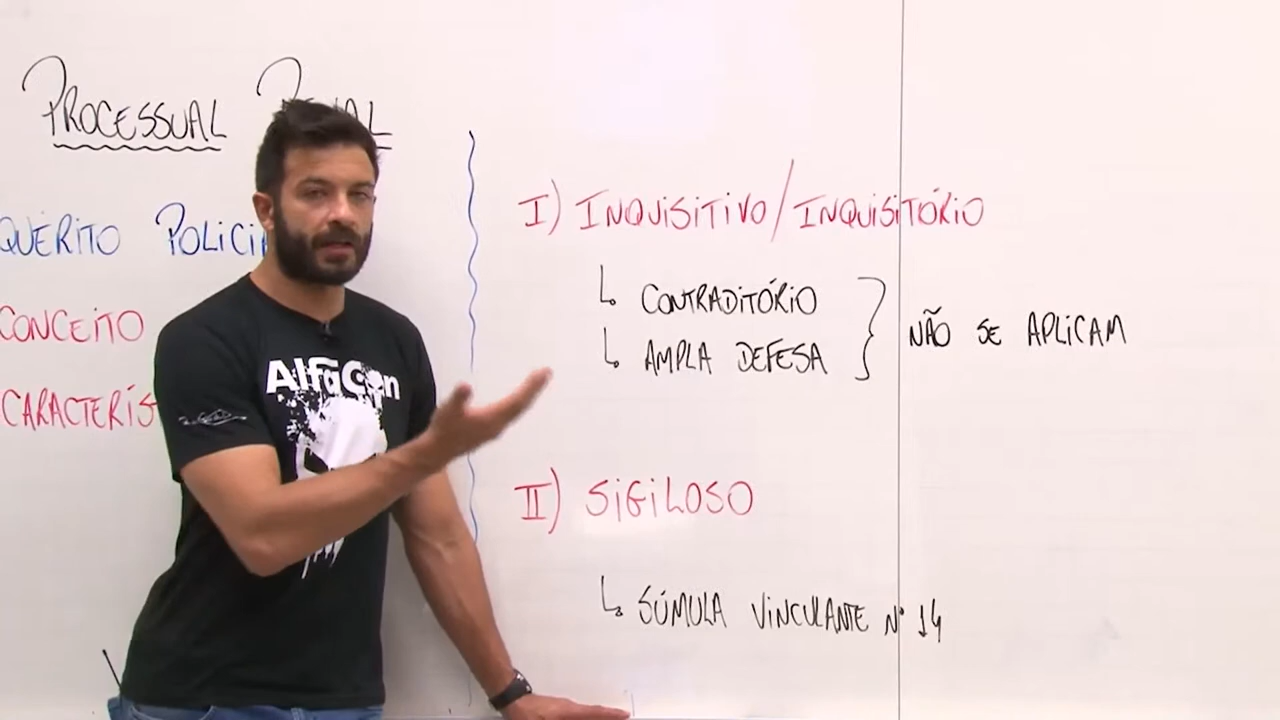 PROCESSUAL PENAL
QUÉRITO POLICI
CONCEITO
CARACTERÍS
AlfaCon
I) INQUISITIVO/INQUISITÓRIO
↳ CONTRADITÓRIO
↳ AMPLA DEFESA
NÃO SE APLICAM
II) SIGILOSO
↳ SÚMULA VINCULANTE Nº 14